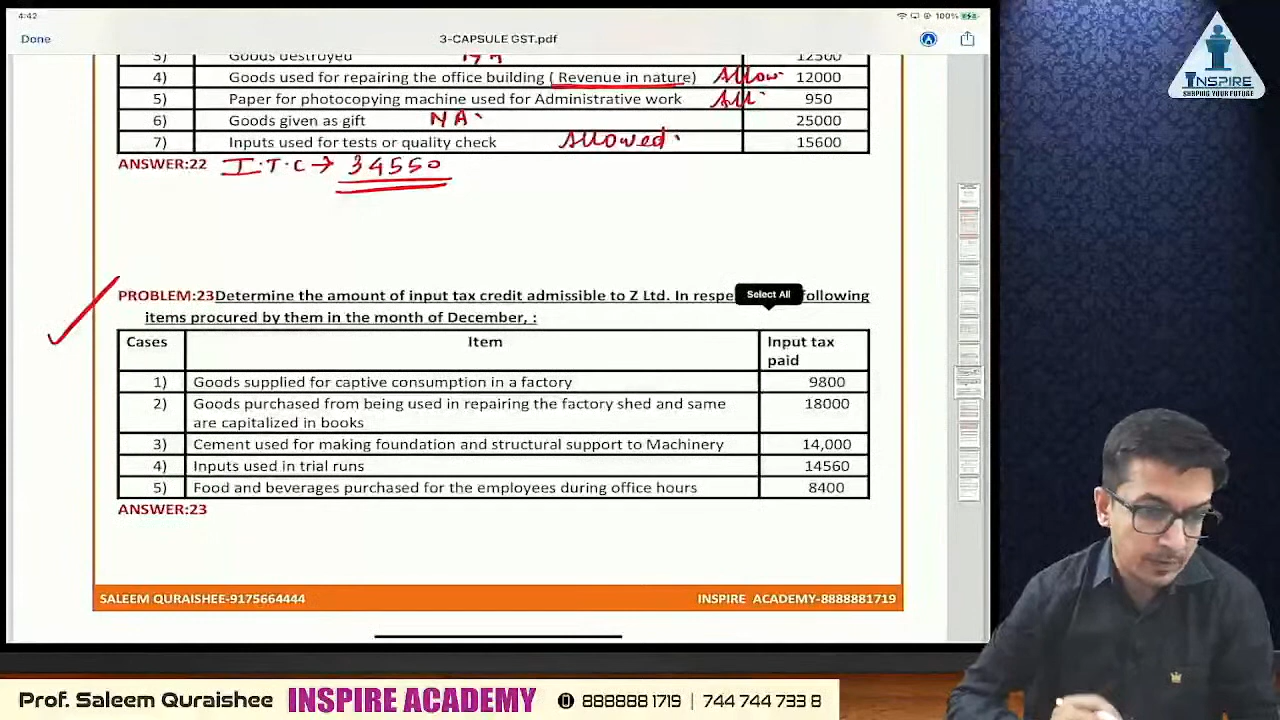 4:42
100%
Done
3-CAPSULE GST.pdf
INSPIRE
SHAPING YOUR FUTURE
3) Goods destroyed 12500
4) Goods used for repairing the office building ( Revenue in nature) Allow. 12000
5) Paper for photocopying machine used for Administrative work All. 950
6) Goods given as gift NA. 25000
7) Inputs used for tests or quality check Allowed. 15600
ANSWER:22 I.T.C → 34550
PROBLEM:23Determine the amount of input tax credit admissible to Z Ltd. In respe
Select All
ollowing
items procured by them in the month of December, :
Cases Item Input tax
paid
1) Goods supplied for captive consumption in a factory 9800
2) Goods purchased from being used in repairing the factory shed and same 18000
are capitalized in books
3) Cement used for making foundation and structural support to Machinery 14,000
4) Inputs used in trial runs 14560
5) Food and beverages purchased for the employees during office hours 8400
ANSWER:23
SALEEM QURAISHEE-9175664444 INSPIRE ACADEMY-8888881719
Prof. Saleem Quraishee INSPIRE ACADEMY 888888 1719 | 744 744 733 8